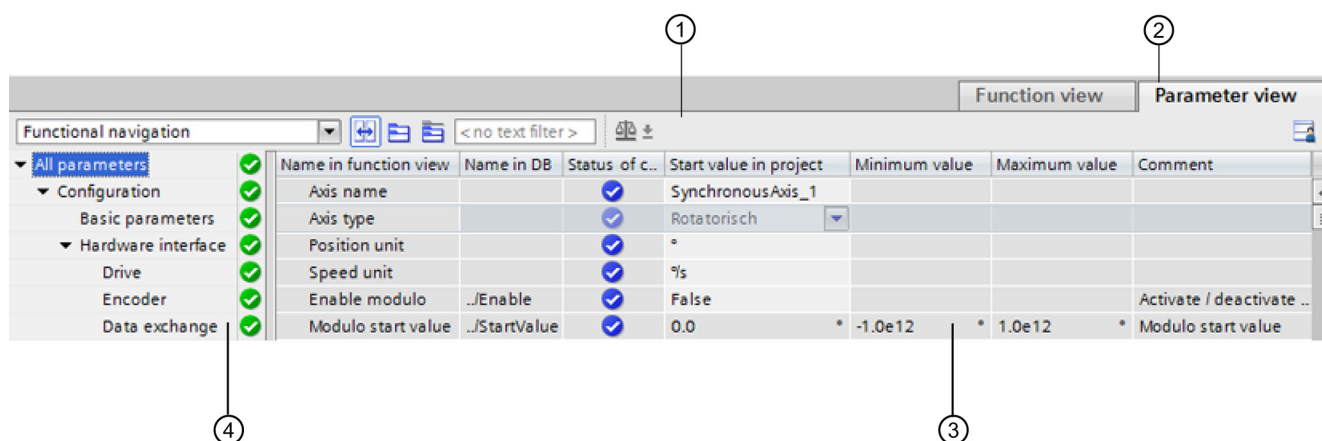 ①
②
Function view
Parameter view
Functional navigation
<no text filter>
All parameters
Name in function view
Name in DB
Status of c...
Start value in project
Minimum value
Maximum value
Comment
Configuration
Axis name
SynchronousAxis_1
Basic parameters
Axis type
Rotatorisch
Hardware interface
Position unit
°
Drive
Speed unit
°/s
Encoder
Enable modulo
../Enable
False
Activate / deactivate ..
Data exchange
Modulo start value
../StartValue
0.0 °
-1.0e12 °
1.0e12 °
Modulo start value
④
③